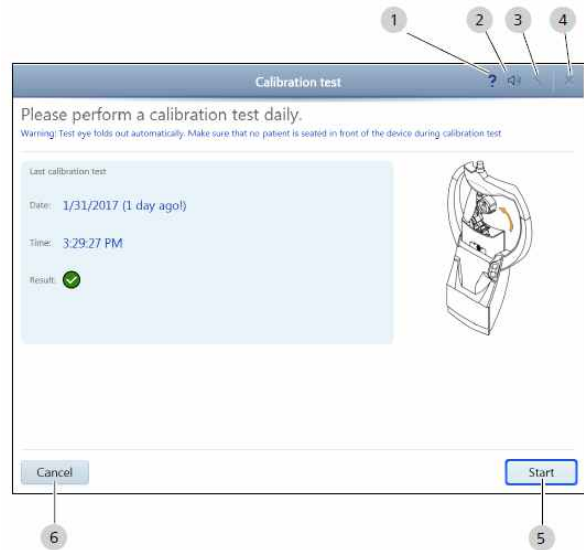 1 2 3 4
Calibration test ?
Please perform a calibration test daily.
Warning: Test eye folds out automatically. Make sure that no patient is seated in front of the device during calibration test
Last calibration test
Date: 1/31/2017 (1 day ago!)
Time: 3:29:27 PM
Result:
Cancel Start
6 5